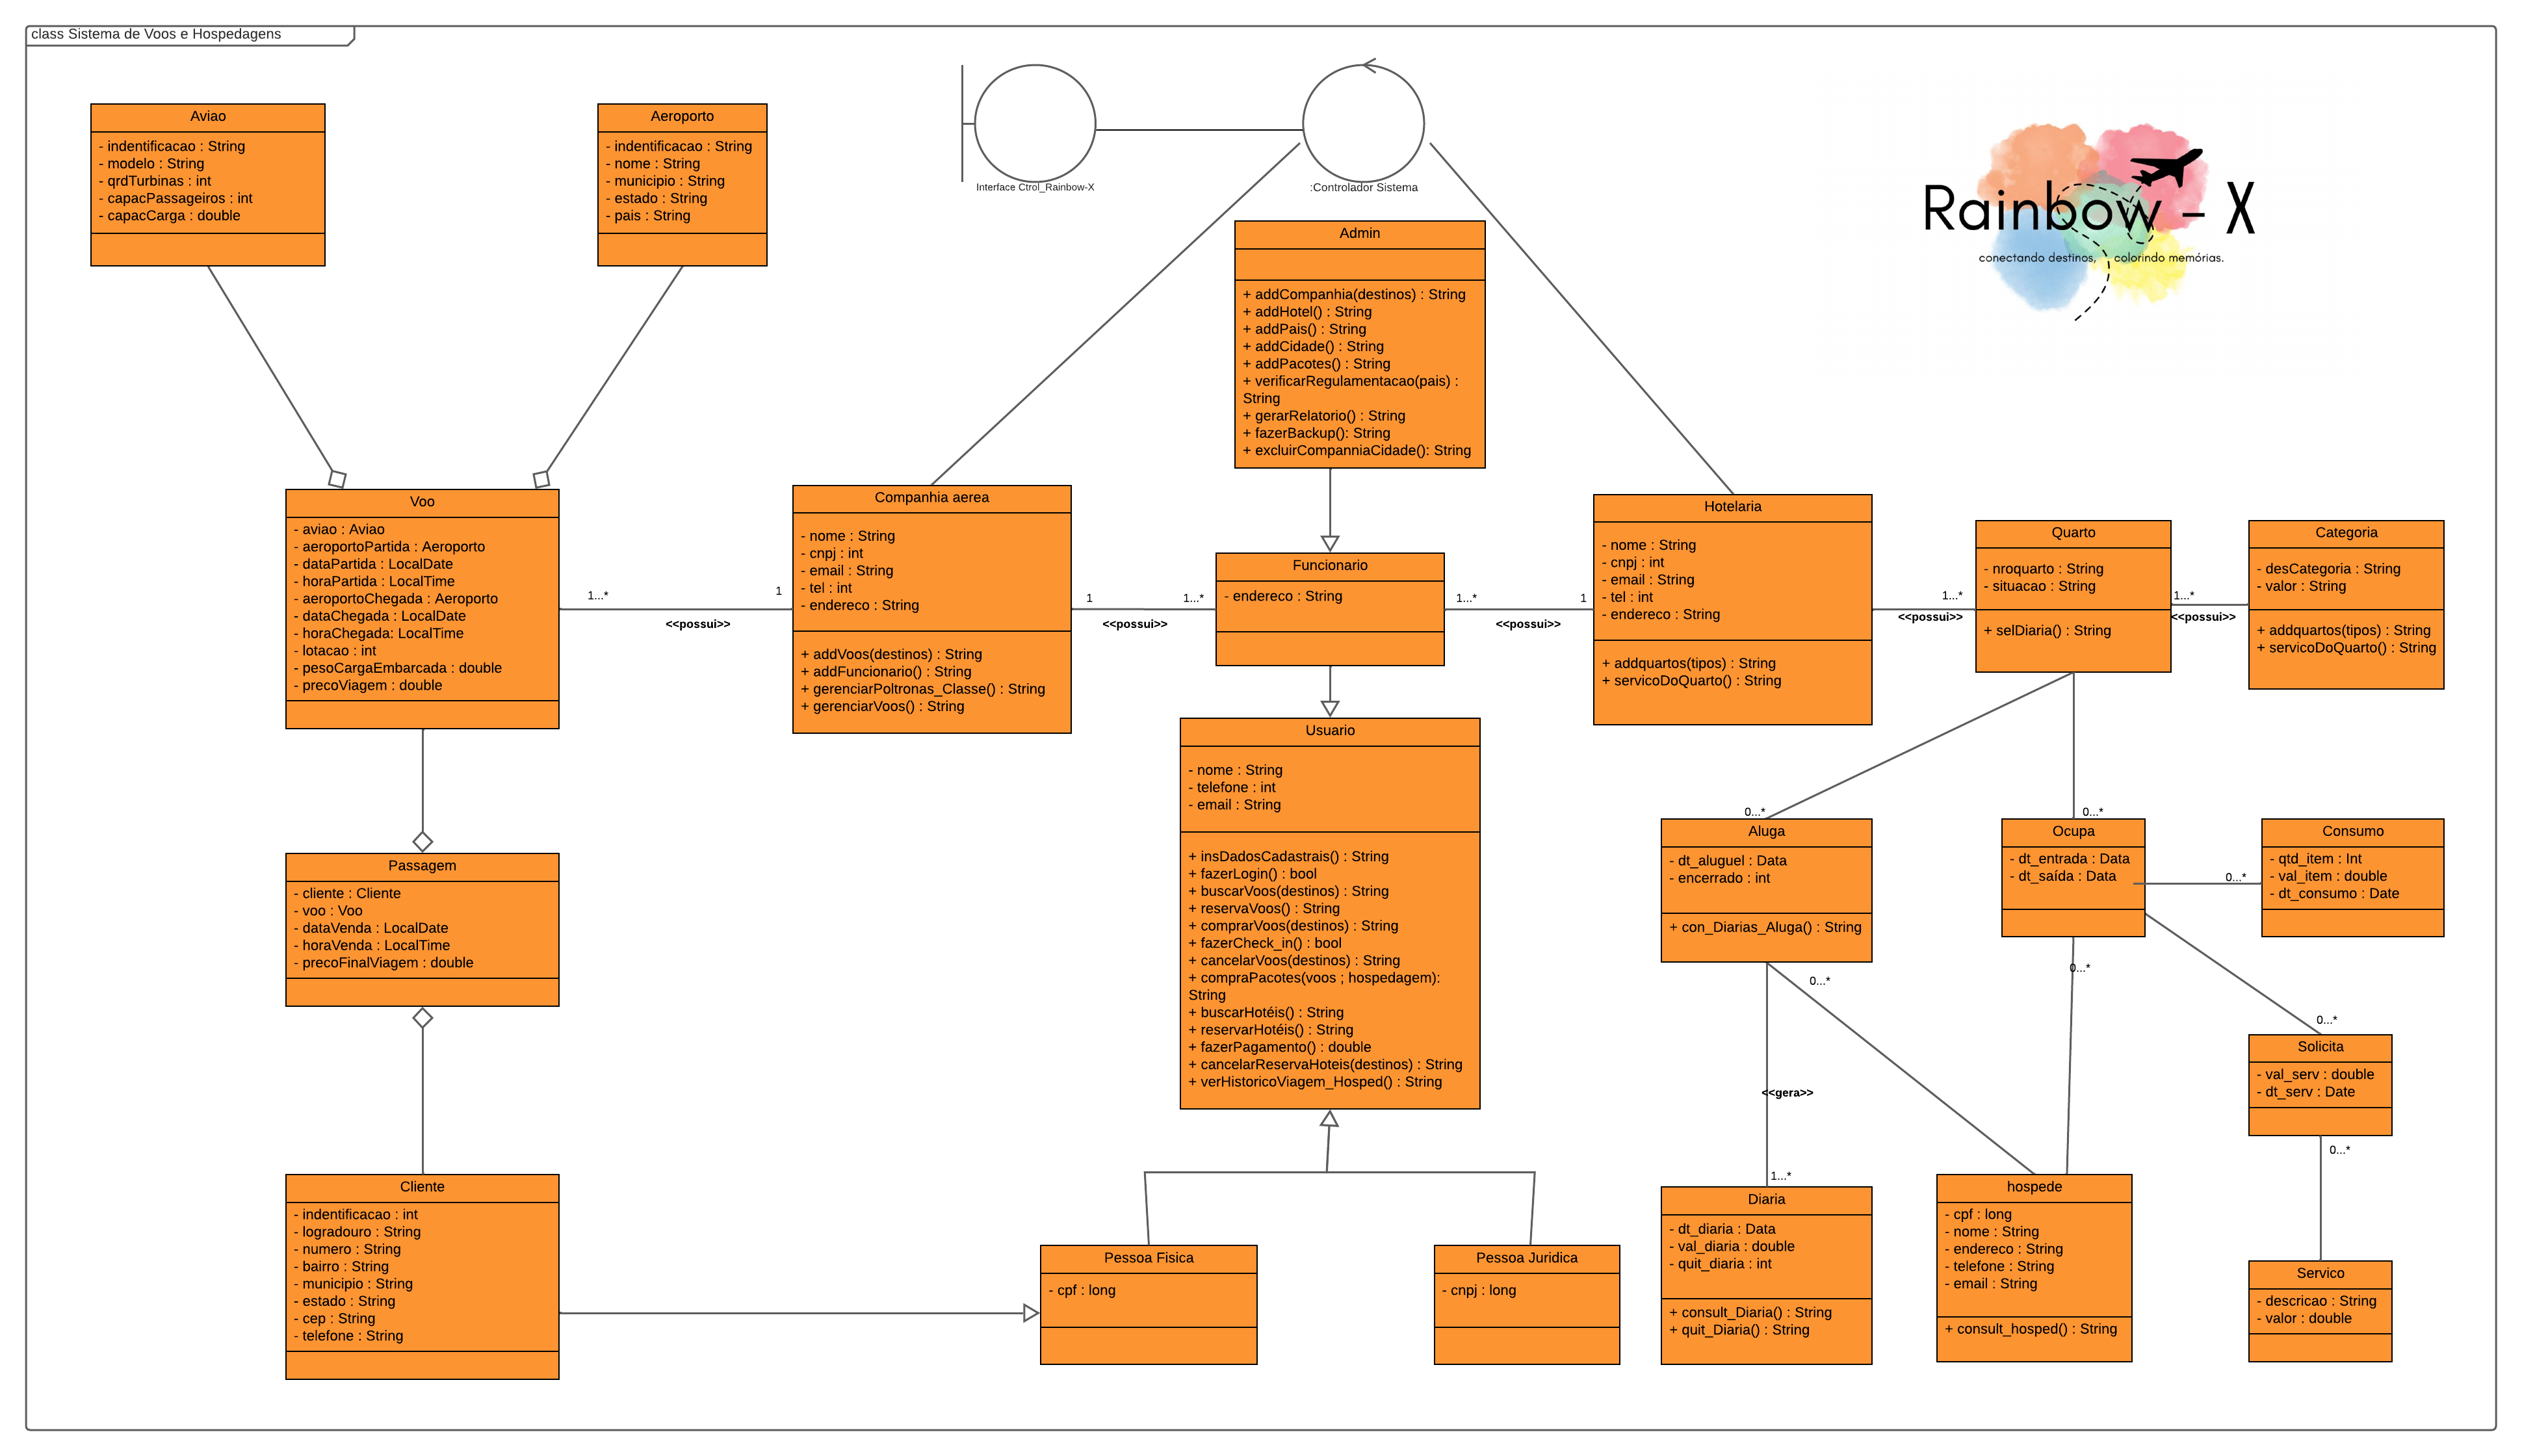 class Sistema de Voos e Hospedagens
Interface Ctrol_Rainbow-X
:Controlador Sistema
Rainbow - X
conectando destinos, colorindo memórias.
Aviao
- indentificacao : String
- modelo : String
- qrdTurbinas : int
- capacPassageiros : int
- capacCarga : double
Aeroporto
- indentificacao : String
- nome : String
- municipio : String
- estado : String
- pais : String
Admin
+ addCompanhia(destinos) : String
+ addHotel() : String
+ addPais() : String
+ addCidade() : String
+ addPacotes() : String
+ verificarRegulamentacao(pais) :
String
+ gerarRelatorio() : String
+ fazerBackup(): String
+ excluirCompanniaCidade(): String
Voo
- aviao : Aviao
- aeroportoPartida : Aeroporto
- dataPartida : LocalDate
- horaPartida : LocalTime
- aeroportoChegada : Aeroporto
- dataChegada : LocalDate
- horaChegada: LocalTime
- lotacao : int
- pesoCargaEmbarcada : double
- precoViagem : double
1...*
1
<<possui>>
Companhia aerea
- nome : String
- cnpj : int
- email : String
- tel : int
- endereco : String
+ addVoos(destinos) : String
+ addFuncionario() : String
+ gerenciarPoltronas_Classe() : String
+ gerenciarVoos() : String
1
1...*
<<possui>>
Funcionario
- endereco : String
1...*
1
<<possui>>
Hotelaria
- nome : String
- cnpj : int
- email : String
- tel : int
- endereco : String
+ addquartos(tipos) : String
+ servicoDoQuarto() : String
1...*
<<possui>>
Quarto
- nroquarto : String
- situacao : String
+ selDiaria() : String
1...*
<<possui>>
Categoria
- desCategoria : String
- valor : String
+ addquartos(tipos) : String
+ servicoDoQuarto() : String
Usuario
- nome : String
- telefone : int
- email : String
+ insDadosCadastrais() : String
+ fazerLogin() : bool
+ buscarVoos(destinos) : String
+ reservaVoos() : String
+ comprarVoos(destinos) : String
+ fazerCheck_in() : bool
+ cancelarVoos(destinos) : String
+ compraPacotes(voos ; hospedagem):
String
+ buscarHotéis() : String
+ reservarHotéis() : String
+ fazerPagamento() : double
+ cancelarReservaHoteis(destinos) : String
+ verHistoricoViagem_Hosped() : String
Passagem
- cliente : Cliente
- voo : Voo
- dataVenda : LocalDate
- horaVenda : LocalTime
- precoFinalViagem : double
0...*
Aluga
- dt_aluguel : Data
- encerrado : int
+ con_Diarias_Aluga() : String
0...*
0...*
Ocupa
- dt_entrada : Data
- dt_saída : Data
0...*
0...*
Consumo
- qtd_item : Int
- val_item : double
- dt_consumo : Date
0...*
Solicita
- val_serv : double
- dt_serv : Date
0...*
<<gera>>
1...*
Cliente
- indentificacao : int
- logradouro : String
- numero : String
- bairro : String
- municipio : String
- estado : String
- cep : String
- telefone : String
Pessoa Fisica
- cpf : long
Pessoa Juridica
- cnpj : long
Diaria
- dt_diaria : Data
- val_diaria : double
- quit_diaria : int
+ consult_Diaria() : String
+ quit_Diaria() : String
hospede
- cpf : long
- nome : String
- endereco : String
- telefone : String
- email : String
+ consult_hosped() : String
Servico
- descricao : String
- valor : double